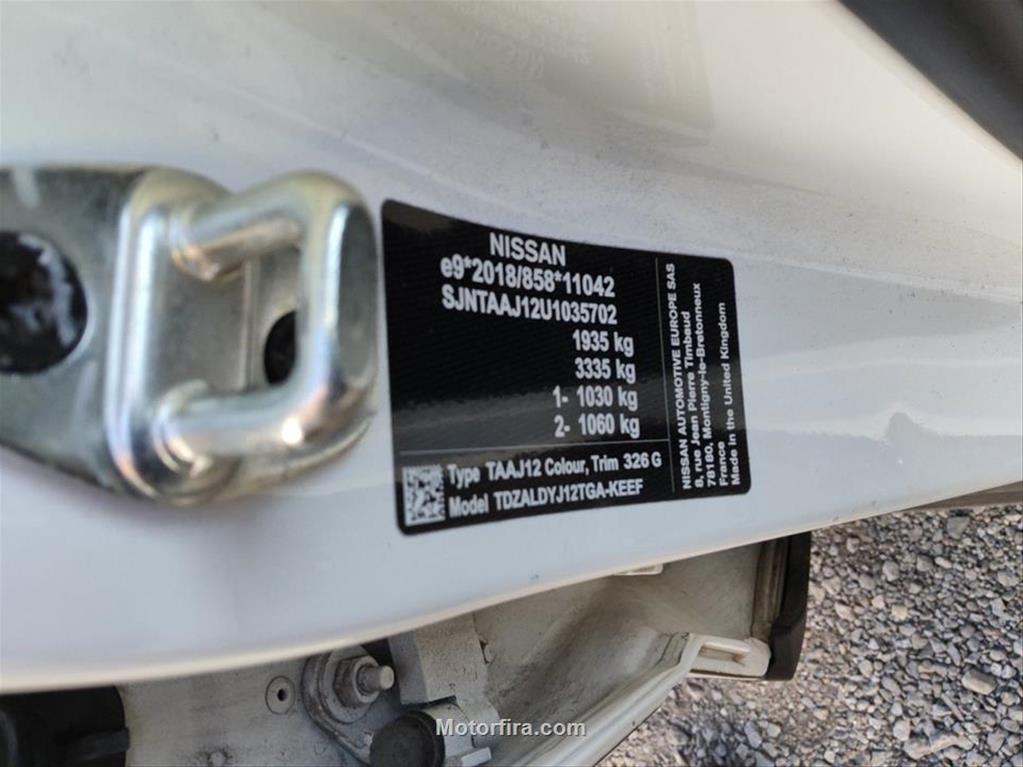 NISSAN
e9*2018/858*11042
SJNTAAJ12U1035702
1935 kg
3335 kg
1- 1030 kg
2- 1060 kg
Type TAAJ12 Colour, Trim 326 G
Model TDZALDYJ12TGA-KEEF
NISSAN AUTOMOTIVE EUROPE SAS
8, rue Jean Pierre Timbaud
78180, Montigny-le-Bretonneux
France
Made in the United Kingdom
Motorfira.com